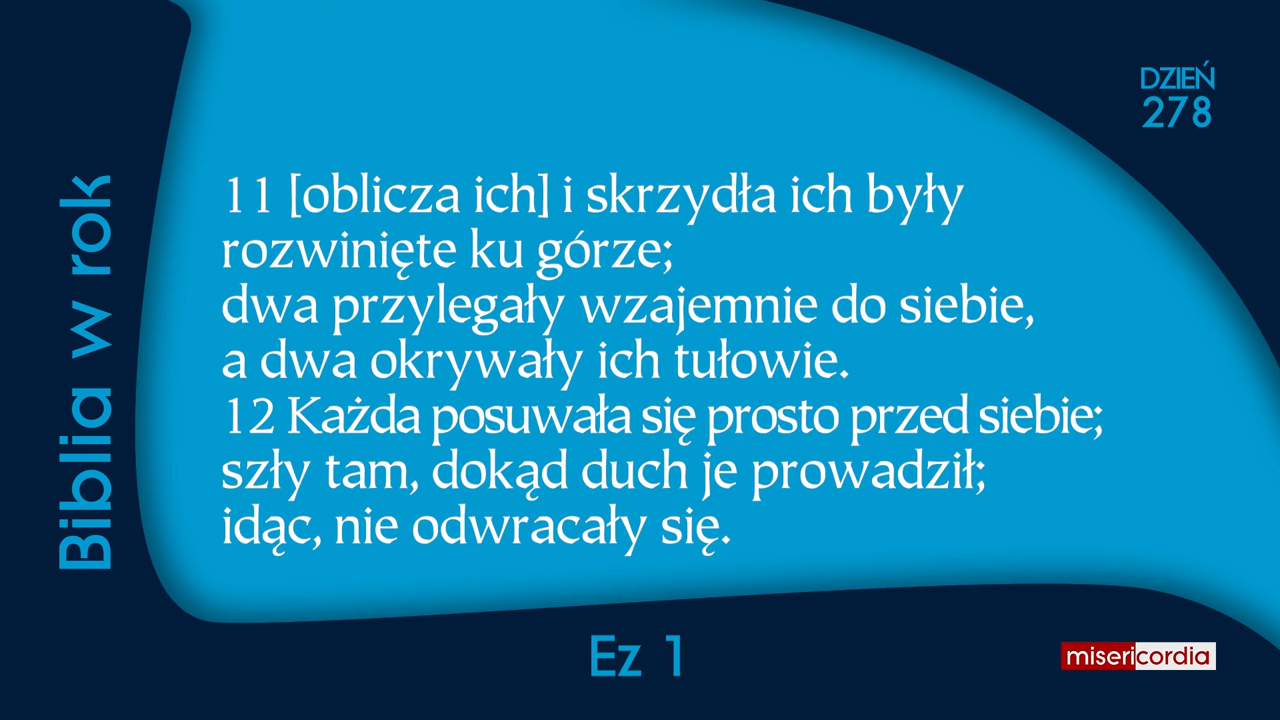 DZIEŃ
278
Biblia w rok
11 [oblicza ich] i skrzydła ich były
rozwinięte ku górze;
dwa przylegały wzajemnie do siebie,
a dwa okrywały ich tułowie.
12 Każda posuwała się prosto przed siebie;
szły tam, dokąd duch je prowadził;
idąc, nie odwracały się.
Ez 1
misericordia